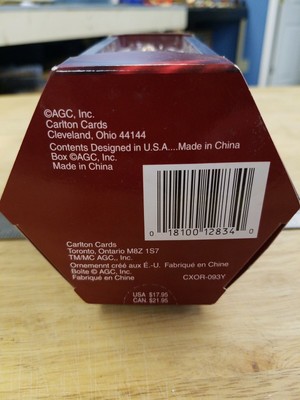 ©AGC, Inc.
Carlton Cards
Cleveland, Ohio 44144
Contents Designed in U.S.A....Made in China
Box ©AGC, Inc.
Made in China
0 18100 12834 0
Carlton Cards
Toronto, Ontario M8Z 1S7
TM/MC AGC., Inc.
Ornement créé aux É.-U. Fabriqué en Chine
Boîte © AGC, Inc.
Fabriqué en Chine
CXOR-093Y
USA $17.95
CAN. $21.95